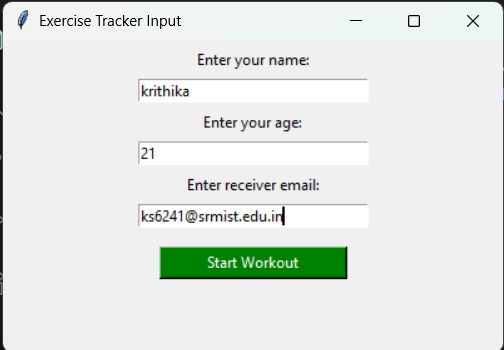 Exercise Tracker Input
Enter your name:
krithika
Enter your age:
21
Enter receiver email:
ks6241@srmist.edu.in
Start Workout